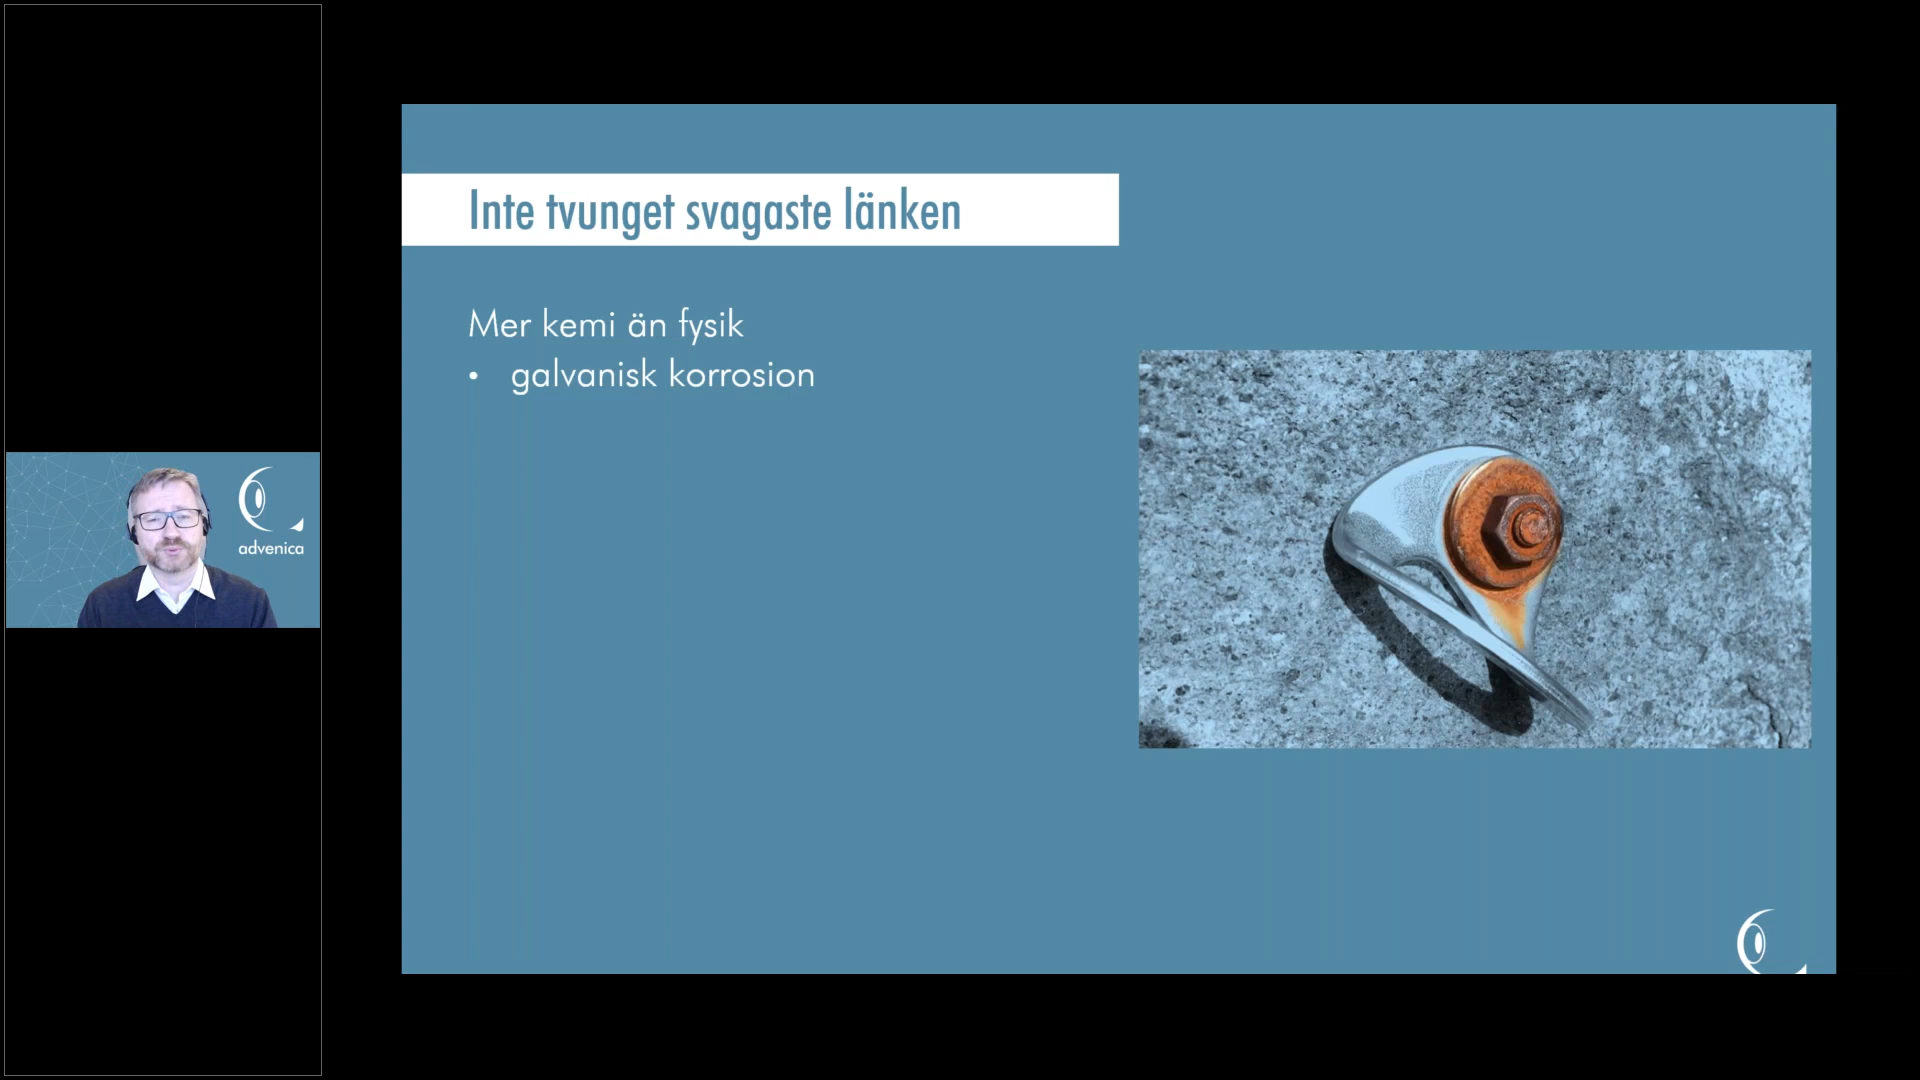 Inte tvunget svagaste länken
Mer kemi än fysik
• galvanisk korrosion
advenica